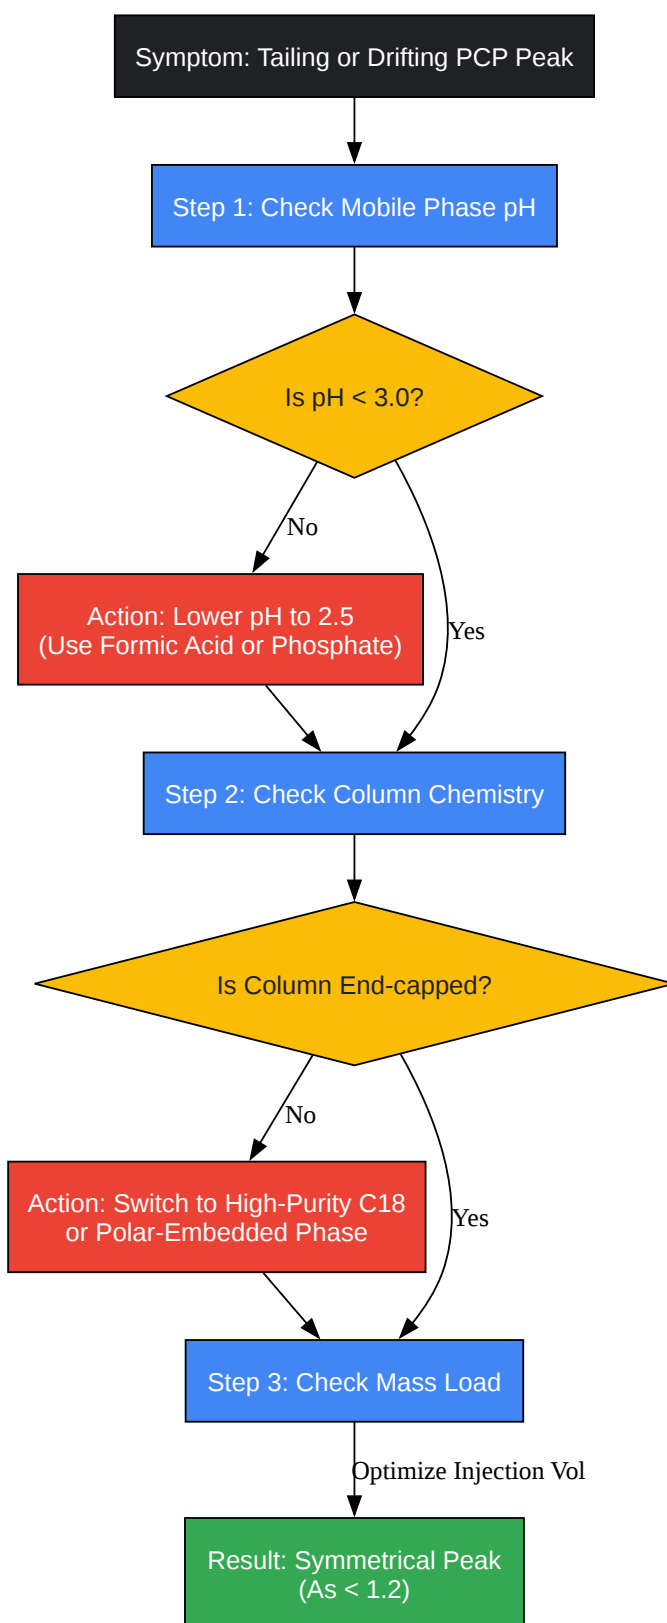 Symptom: Tailing or Drifting PCP Peak
Step 1: Check Mobile Phase pH
Is pH < 3.0?
No
Action: Lower pH to 2.5
(Use Formic Acid or Phosphate)
Yes
Step 2: Check Column Chemistry
Is Column End-capped?
No
Action: Switch to High-Purity C18
or Polar-Embedded Phase
Yes
Step 3: Check Mass Load
Optimize Injection Vol
Result: Symmetrical Peak
(As < 1.2)